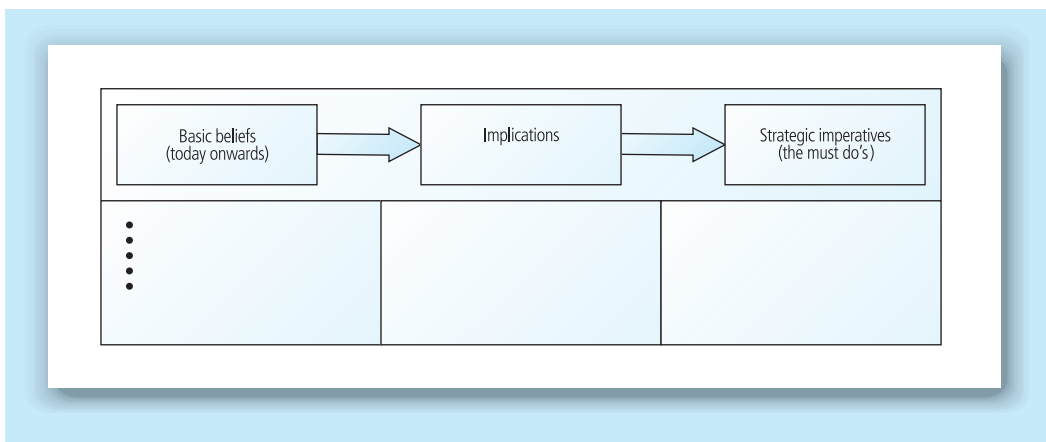 Basic beliefs
(today onwards)
Implications
Strategic imperatives
(the must do's)